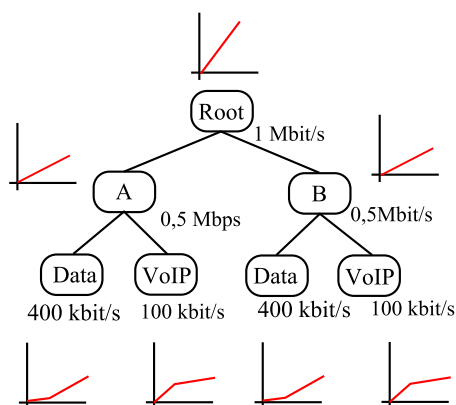 Root
1 Mbit/s
A
B
0,5 Mbps
0,5Mbit/s
Data
VoIP
Data
VoIP
400 kbit/s
100 kbit/s
400 kbit/s
100 kbit/s